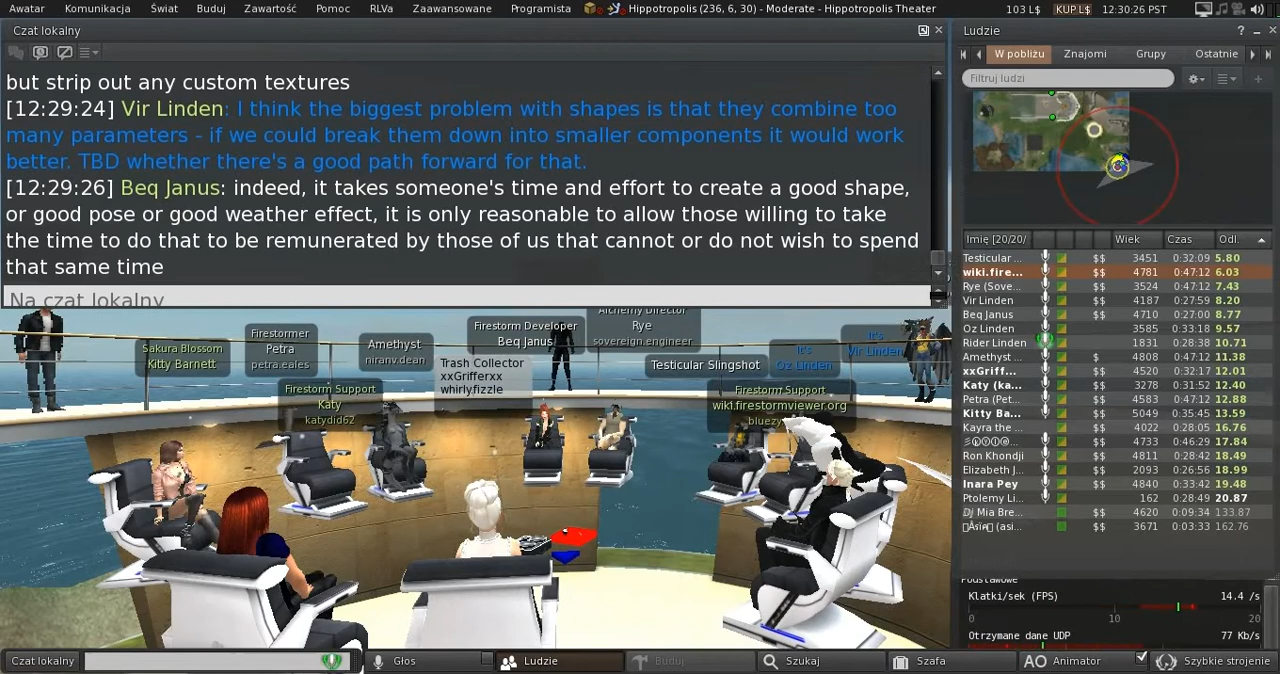 Awatar Komunikacja Świat Buduj Zawartość Pomoc RLVa Zaawansowane Programista Hippotropolis (236, 6, 30) - Moderate - Hippotropolis Theater 103 L$ KUP L$ 12:30:26 PST
Czat lokalny
but strip out any custom textures
[12:29:24] Vir Linden: I think the biggest problem with shapes is that they combine too
many parameters - if we could break them down into smaller components it would work
better. TBD whether there's a good path forward for that.
[12:29:26] Beq Janus: indeed, it takes someone's time and effort to create a good shape,
or good pose or good weather effect, it is only reasonable to allow those willing to take
the time to do that to be remunerated by those of us that cannot or do not wish to spend
that same time
Na czat lokalny
Sakura Blossom
Kitty Barnett
Firestormer
Petra
petra.eales
Firestorm Support
Katy
katydid62
Amethyst
niranv.dean
Trash Collector
xxGrifferxx
whirly.fizzle
Firestorm Developer
Beq Janus
Alchemy Director
Rye
sovereign.engineer
Testicular Slingshot
It's
Oz Linden
It's
Vir Linden
Firestorm Support
wiki.firestormviewer.org
Ludzie
W pobliżu Znajomi Grupy Ostatnie
Filtruj ludzi
Imię [20/20/ Wiek Czas Odl.
Testicular ... $$ 3451 0:32:09 5.80
wiki.fire... $$ 4781 0:47:12 6.03
Rye (Sove... $$ 3524 0:47:12 7.43
Vir Linden $$ 4187 0:27:59 8.20
Beq Janus $$ 4710 0:27:00 8.77
Oz Linden 3585 0:33:18 9.57
Rider Linden 1831 0:28:38 10.71
Amethyst ... $ 4808 0:47:12 11.38
xxGriff... $$ 4520 0:32:17 12.01
Katy (ka... $$ 3278 0:31:52 12.40
Petra (Pet... $$ 4583 0:47:12 12.88
Kitty Ba... $$ 5049 0:35:45 13.59
Kayra the ... $$ 4022 0:28:05 16.76
$$ 4733 0:46:29 17.84
Ron Khondji $$ 4811 0:28:42 18.49
Elizabeth J... $$ 2093 0:26:56 18.99
Inara Pey $$ 4840 0:33:42 19.48
Ptolemy Li... 162 0:28:49 20.87
Dj Mia Bre... $$ 4620 0:09:34 133.87
(asi... $$ 3671 0:03:33 162.76
Podstawowe
Klatki/sek (FPS) 14.4 /s
0 10 20
Otrzymane dane UDP 77 Kb/s
Czat lokalny Głos Ludzie Buduj Szukaj Szafa AO Animator Szybkie strojenie